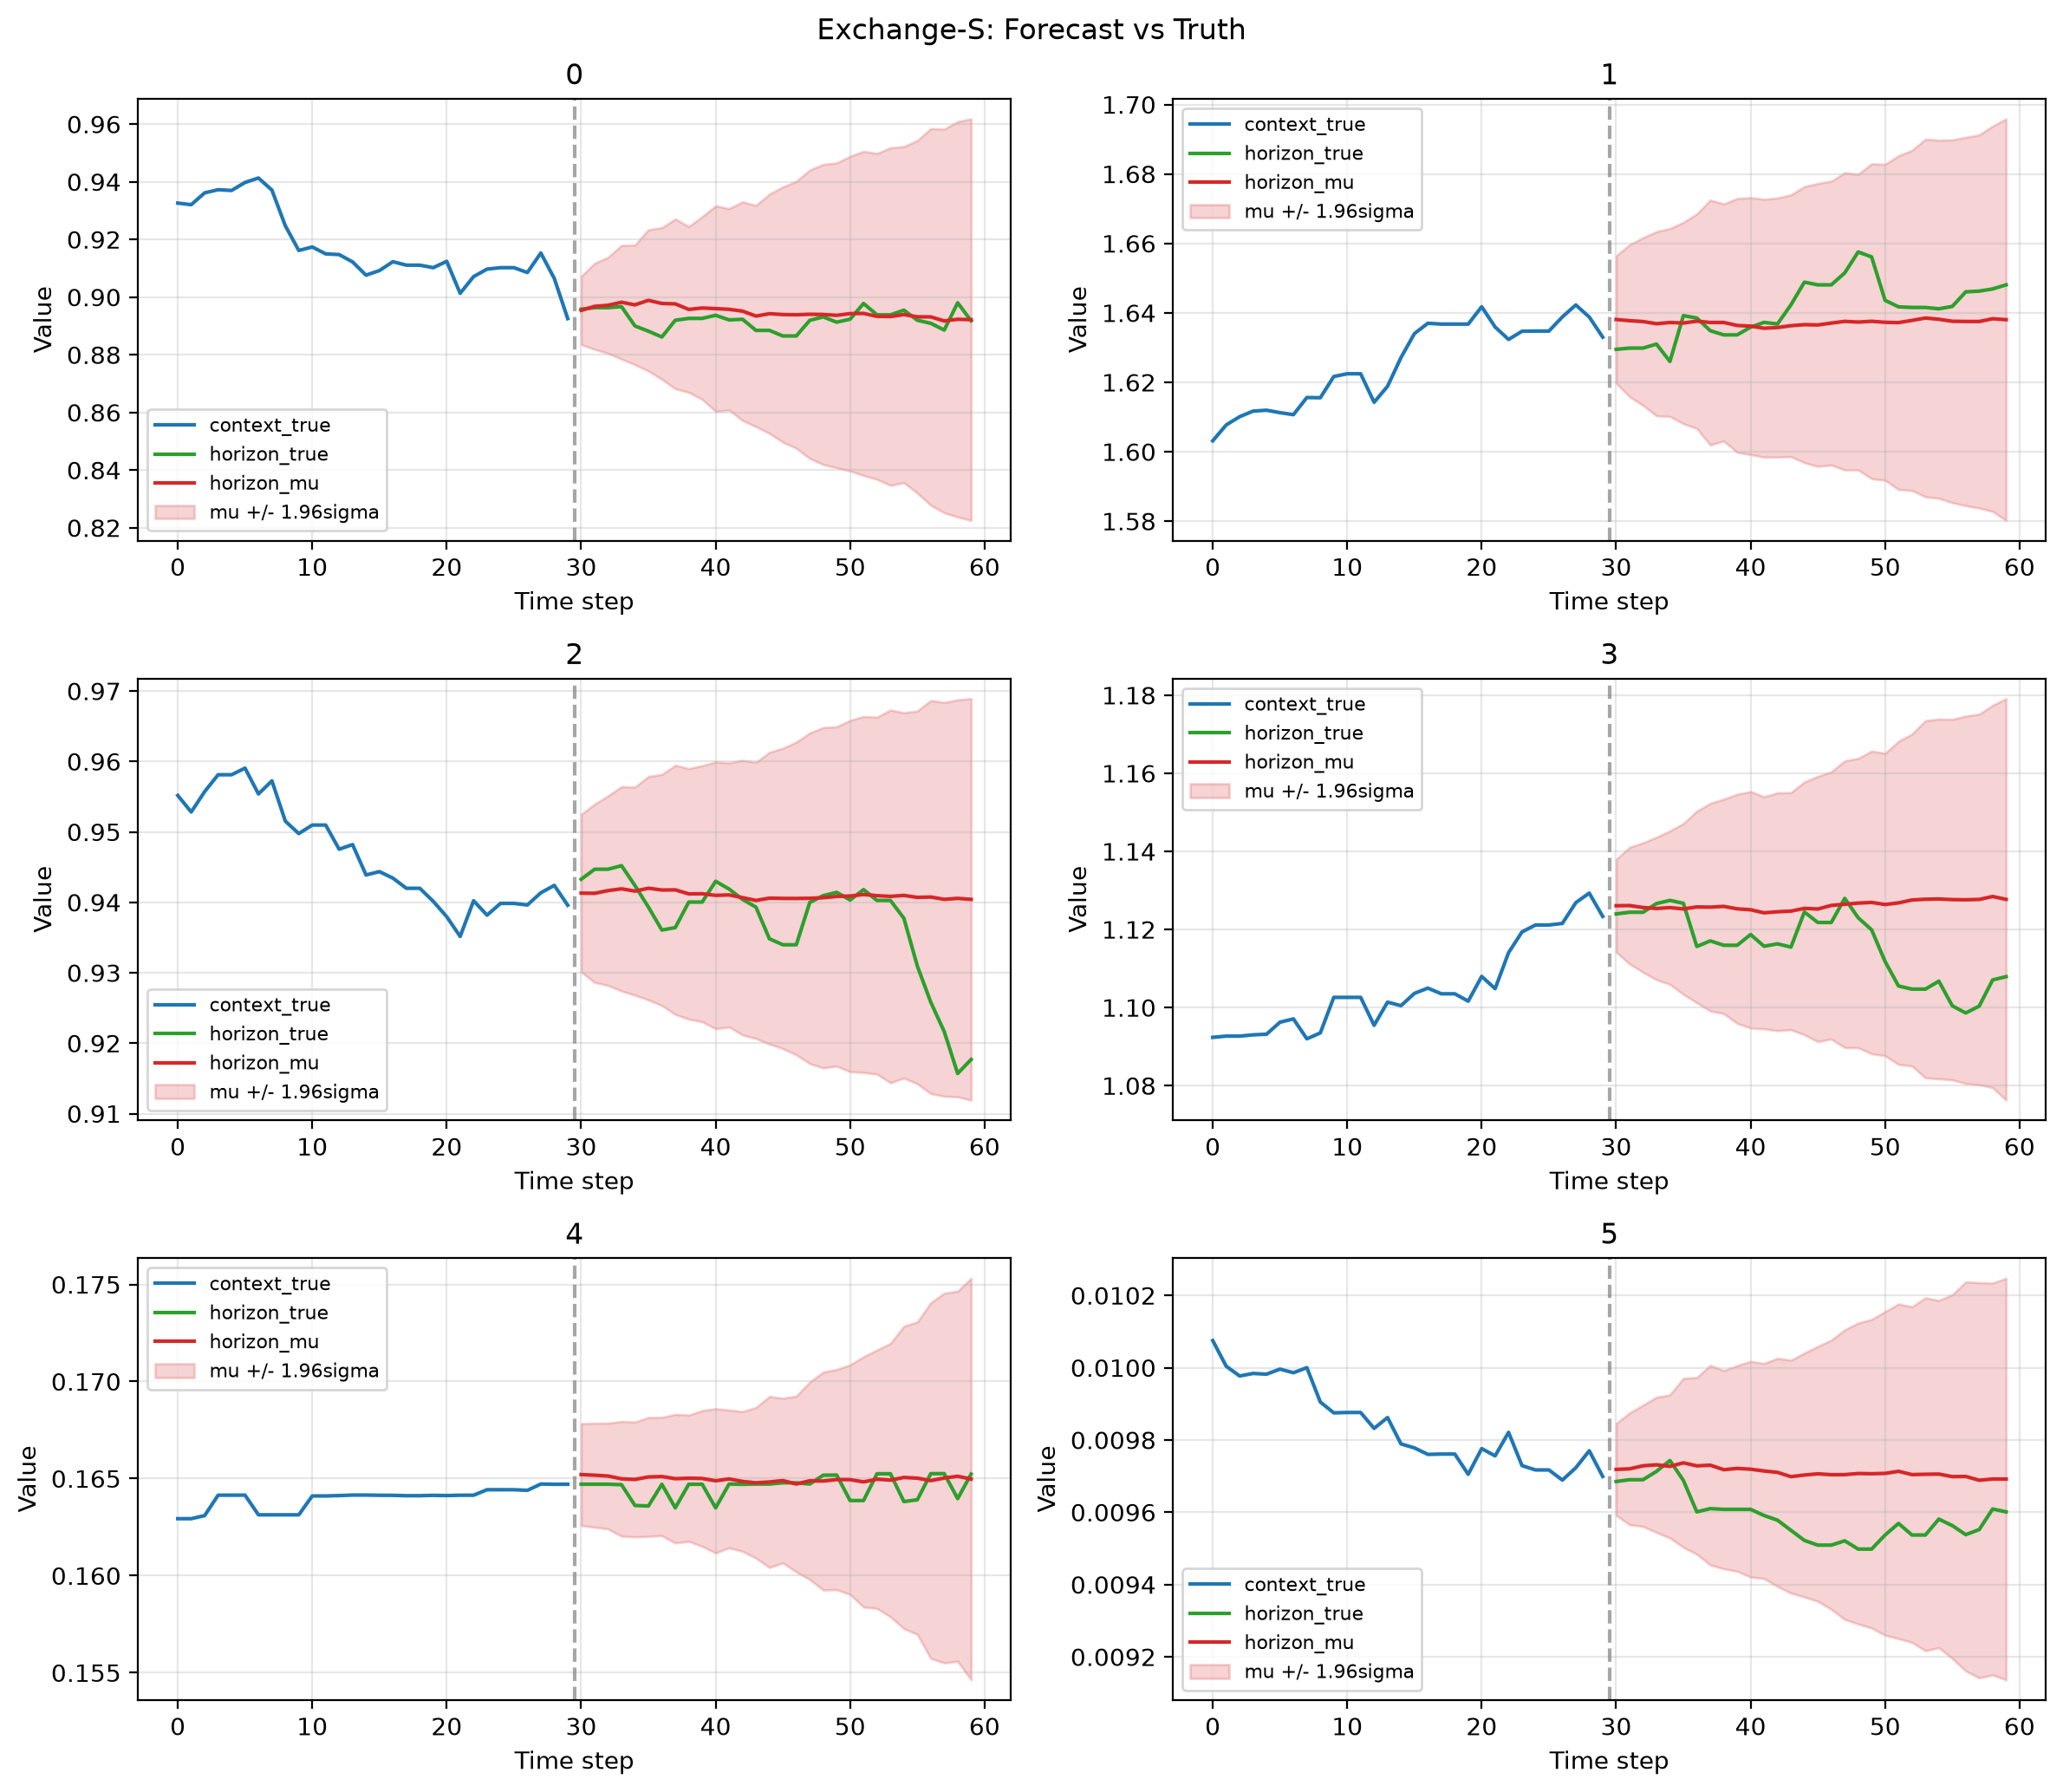 Exchange-S: Forecast vs Truth
0
0.96
0.94
0.92
0.90
0.88
0.86
0.84
0.82
Value
context_true
horizon_true
horizon_mu
mu +/- 1.96sigma
0 10 20 30 40 50 60
Time step
1
1.70
1.68
1.66
1.64
1.62
1.60
1.58
Value
context_true
horizon_true
horizon_mu
mu +/- 1.96sigma
0 10 20 30 40 50 60
Time step
2
0.97
0.96
0.95
0.94
0.93
0.92
0.91
Value
context_true
horizon_true
horizon_mu
mu +/- 1.96sigma
0 10 20 30 40 50 60
Time step
3
1.18
1.16
1.14
1.12
1.10
1.08
Value
context_true
horizon_true
horizon_mu
mu +/- 1.96sigma
0 10 20 30 40 50 60
Time step
4
0.175
0.170
0.165
0.160
0.155
Value
context_true
horizon_true
horizon_mu
mu +/- 1.96sigma
0 10 20 30 40 50 60
Time step
5
0.0102
0.0100
0.0098
0.0096
0.0094
0.0092
Value
context_true
horizon_true
horizon_mu
mu +/- 1.96sigma
0 10 20 30 40 50 60
Time step